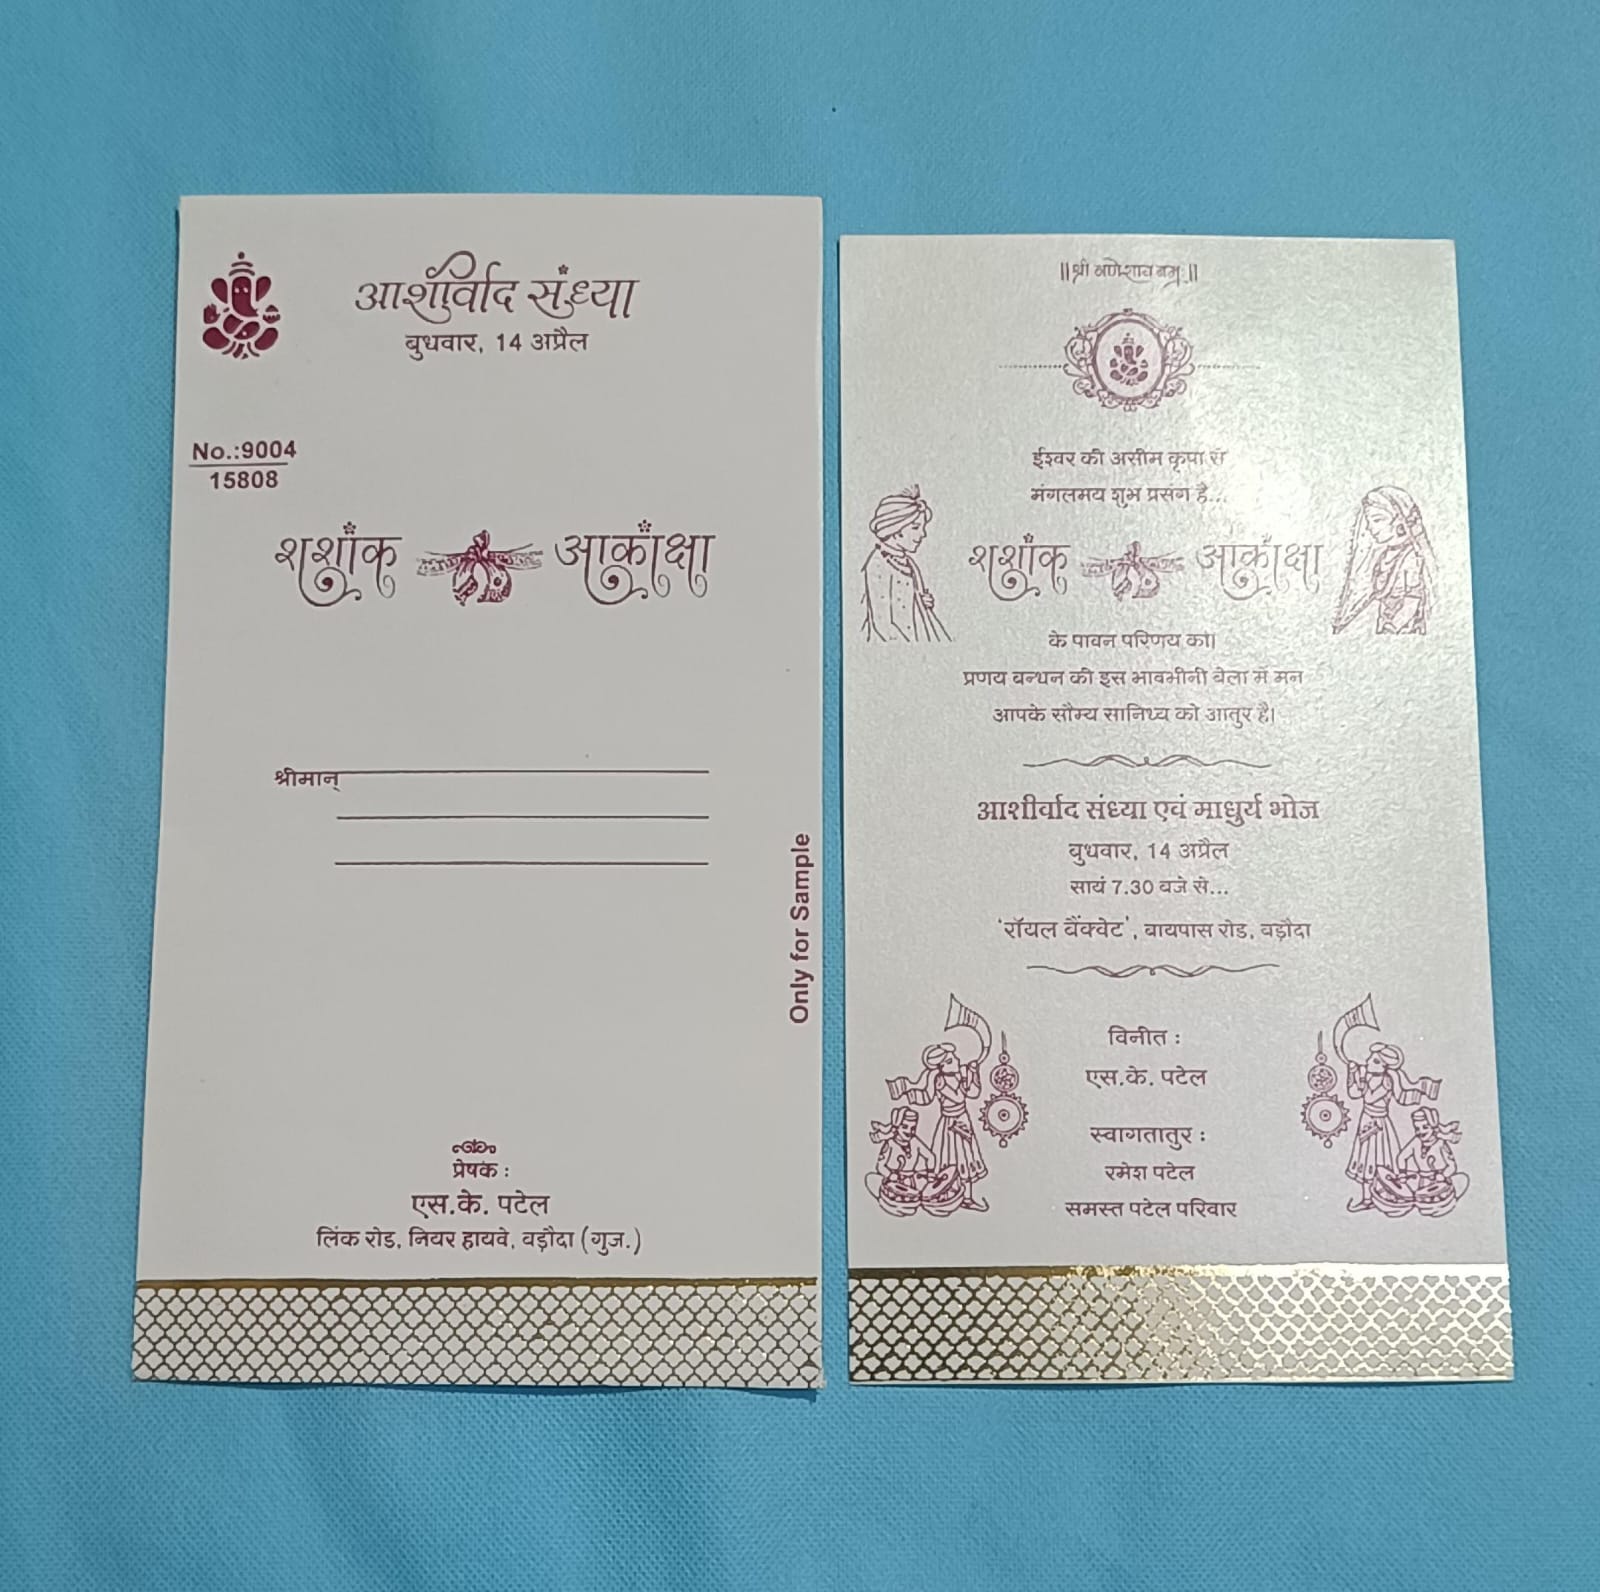 आशीर्वाद संध्या
बुधवार, 14 अप्रैल
No.:9004
15808
शशांक आकांक्षा
श्रीमान्
Only for Sample
प्रेषक :
एस.के. पटेल
लिंक रोड, नियर हायवे, वड़ौदा (गुज.)
||श्री गणेशाय नमः||
ईश्वर की असीम कृपा से
मंगलमय शुभ प्रसंग है...
शशांक आकांक्षा
के पावन परिणय का।
प्रणय बन्धन की इस भावभीनी बेला में मन
आपके सौम्य सानिध्य को आतुर है।
आशीर्वाद संध्या एवं माधुर्य भोज
बुधवार, 14 अप्रैल
सायं 7.30 बजे से...
'रॉयल बैंक्वेट', बायपास रोड, वड़ौदा
विनीत :
एस.के. पटेल
स्वागतातुर :
रमेश पटेल
समस्त पटेल परिवार